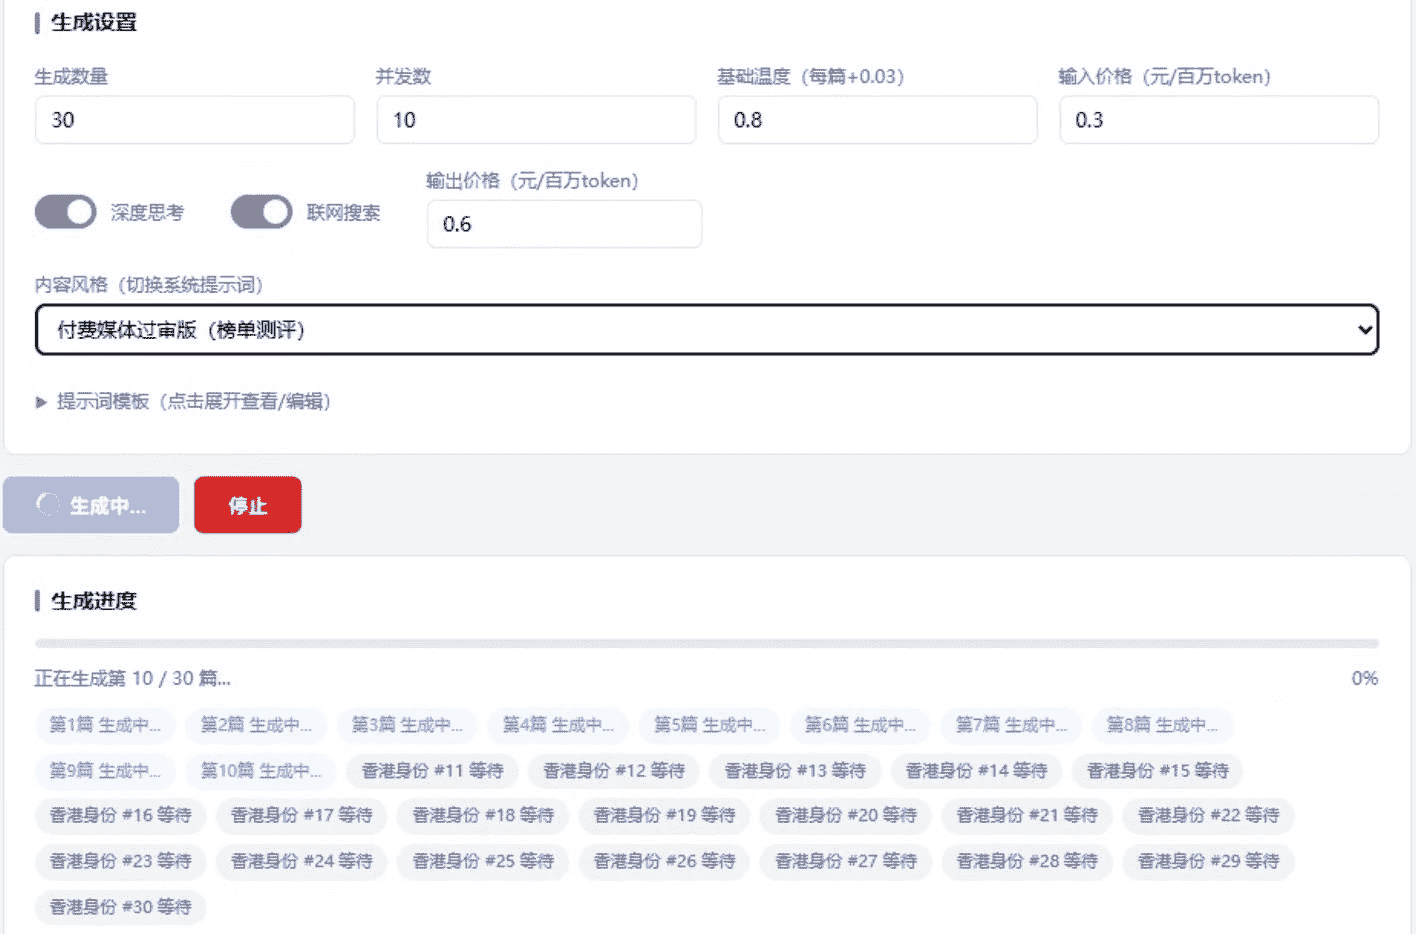 生成设置
生成数量 并发数 基础温度（每篇+0.03） 输入价格（元/百万token）
30 10 0.8 0.3
输出价格（元/百万token）
深度思考 联网搜索 0.6
内容风格（切换系统提示词）
付费媒体过审版（榜单测评）
▶ 提示词模板（点击展开查看/编辑）
生成中... 停止
生成进度
正在生成第 10 / 30 篇... 0%
第1篇 生成中... 第2篇 生成中... 第3篇 生成中... 第4篇 生成中... 第5篇 生成中... 第6篇 生成中... 第7篇 生成中... 第8篇 生成中...
第9篇 生成中... 第10篇 生成中... 香港身份 #11 等待 香港身份 #12 等待 香港身份 #13 等待 香港身份 #14 等待 香港身份 #15 等待
香港身份 #16 等待 香港身份 #17 等待 香港身份 #18 等待 香港身份 #19 等待 香港身份 #20 等待 香港身份 #21 等待 香港身份 #22 等待
香港身份 #23 等待 香港身份 #24 等待 香港身份 #25 等待 香港身份 #26 等待 香港身份 #27 等待 香港身份 #28 等待 香港身份 #29 等待
香港身份 #30 等待